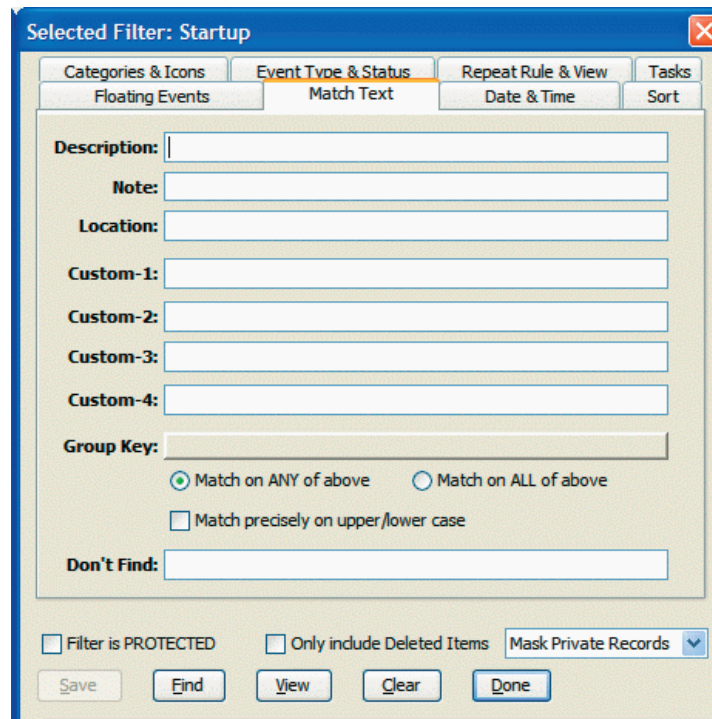 Selected Filter: Startup
Categories & Icons Event Type & Status Repeat Rule & View Tasks
Floating Events Match Text Date & Time Sort
Description:
Note:
Location:
Custom-1:
Custom-2:
Custom-3:
Custom-4:
Group Key:
Match on ANY of above Match on ALL of above
Match precisely on upper/lower case
Don't Find:
Filter is PROTECTED Only include Deleted Items Mask Private Records
Save Find View Clear Done